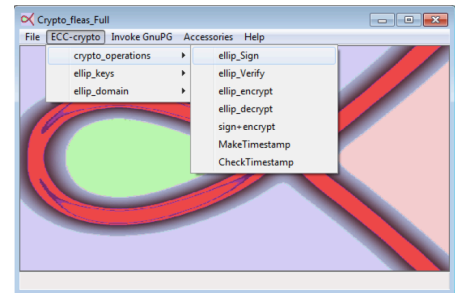 Crypto_fleas_Full
File ECC-crypto Invoke GnuPG Accessories Help
crypto_operations
ellip_keys
ellip_domain
ellip_Sign
ellip_Verify
ellip_encrypt
ellip_decrypt
sign+encrypt
MakeTimestamp
CheckTimestamp